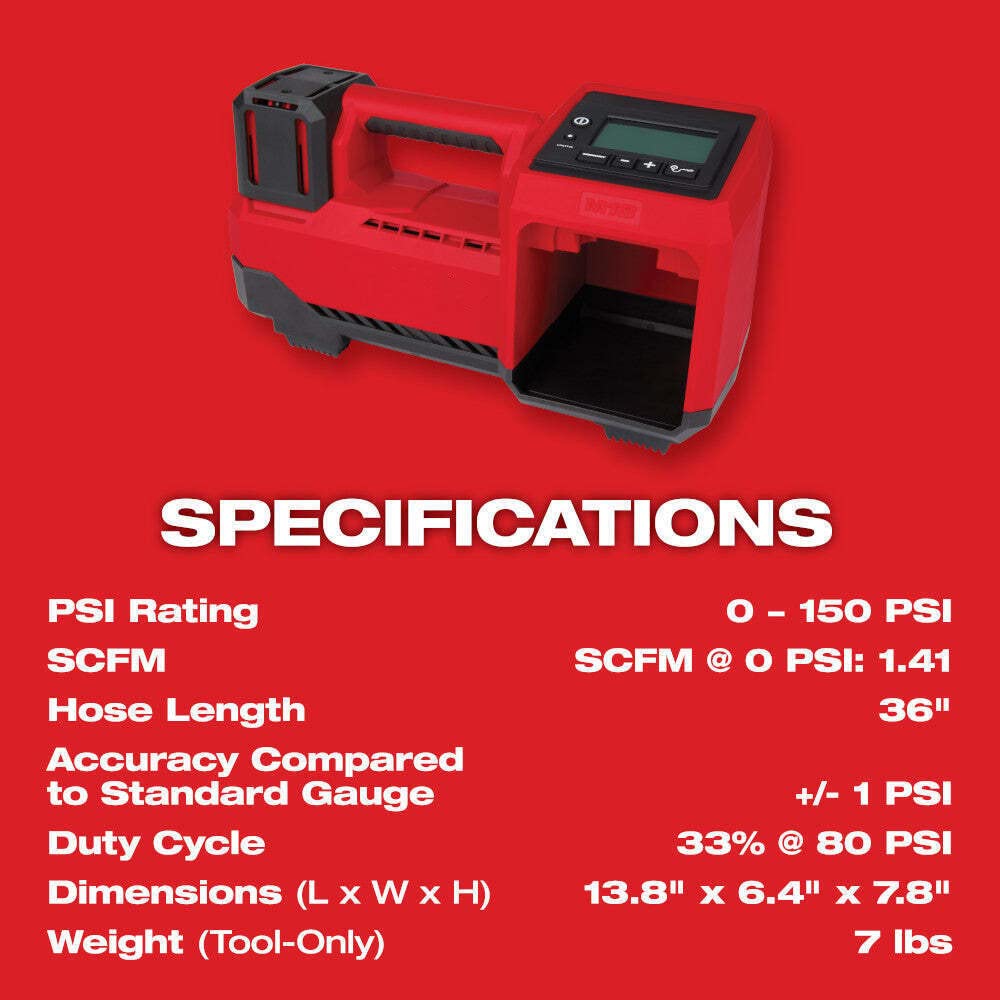 SPECIFICATIONS
PSI Rating 0 – 150 PSI
SCFM SCFM @ 0 PSI: 1.41
Hose Length 36"
Accuracy Compared
to Standard Gauge +/- 1 PSI
Duty Cycle 33% @ 80 PSI
Dimensions (L x W x H) 13.8" x 6.4" x 7.8"
Weight (Tool-Only) 7 lbs